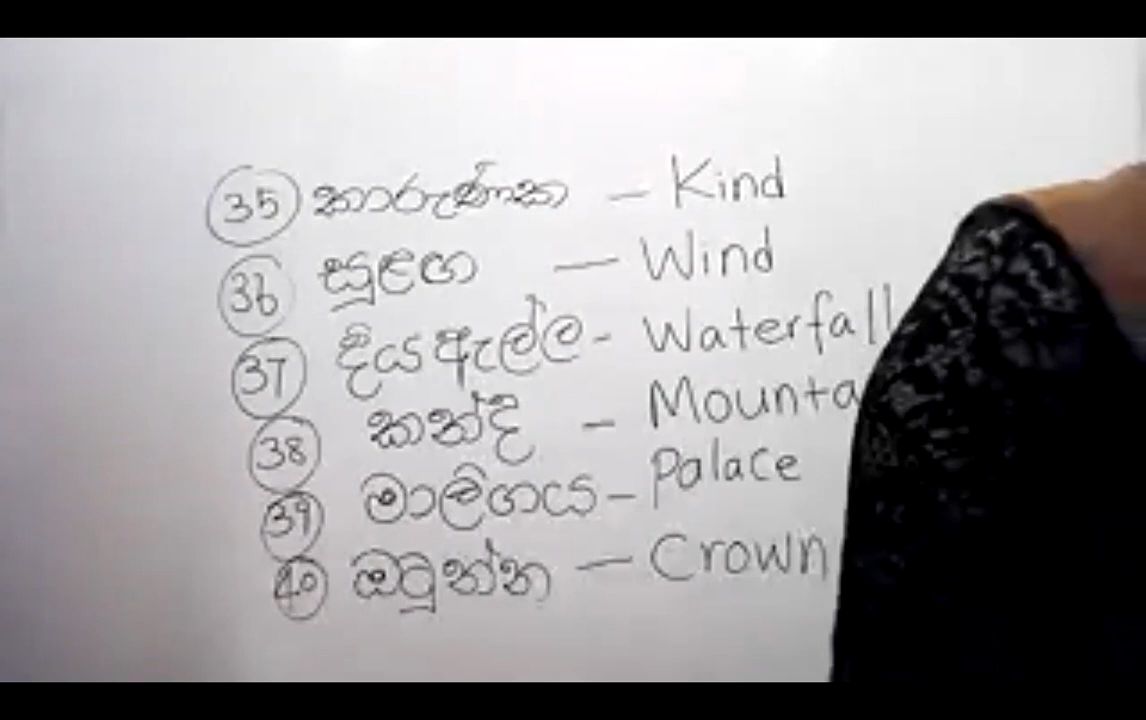 35 කාරුණික – Kind
36 සුළඟ – Wind
37 දිය ඇල්ල - Waterfall
38 කන්ද – Mounta
39 මාලිගය – Palace
40 ඔටුන්න – Crown